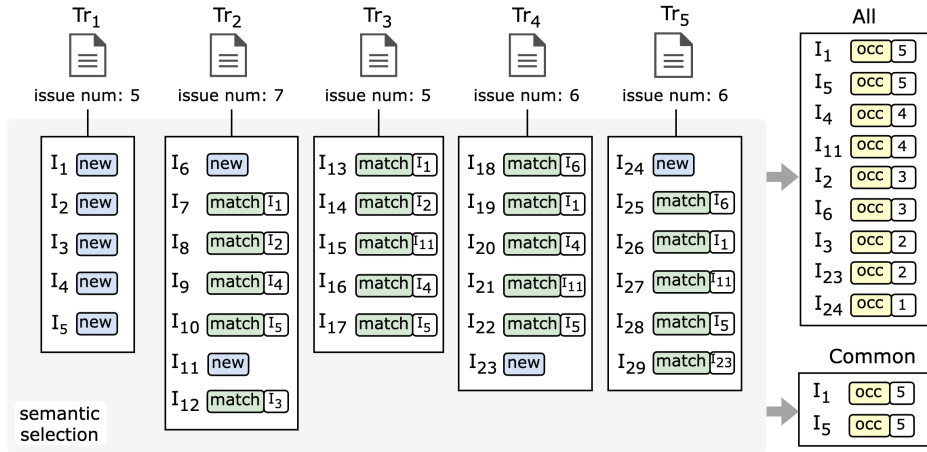 Tr1 Tr2 Tr3 Tr4 Tr5
issue num: 5 issue num: 7 issue num: 5 issue num: 6 issue num: 6
I1 new
I2 new
I3 new
I4 new
I5 new
I6 new
I7 match I1
I8 match I2
I9 match I4
I10 match I5
I11 new
I12 match I3
I13 match I1
I14 match I2
I15 match I11
I16 match I4
I17 match I5
I18 match I6
I19 match I1
I20 match I4
I21 match I11
I22 match I5
I23 new
I24 new
I25 match I6
I26 match I1
I27 match I11
I28 match I5
I29 match I23
semantic
selection
All
I1 occ 5
I5 occ 5
I4 occ 4
I11 occ 4
I2 occ 3
I6 occ 3
I3 occ 2
I23 occ 2
I24 occ 1
Common
I1 occ 5
I5 occ 5